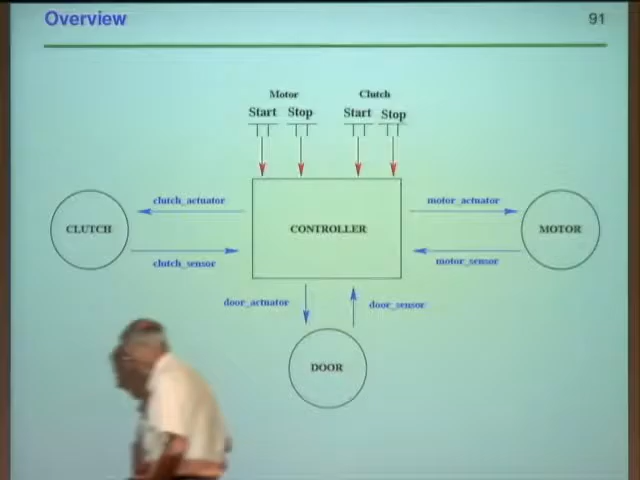 Overview 91
Motor Clutch
Start Stop Start Stop
clutch_actuator motor_actuator
CLUTCH CONTROLLER MOTOR
clutch_sensor motor_sensor
door_actuator door_sensor
DOOR